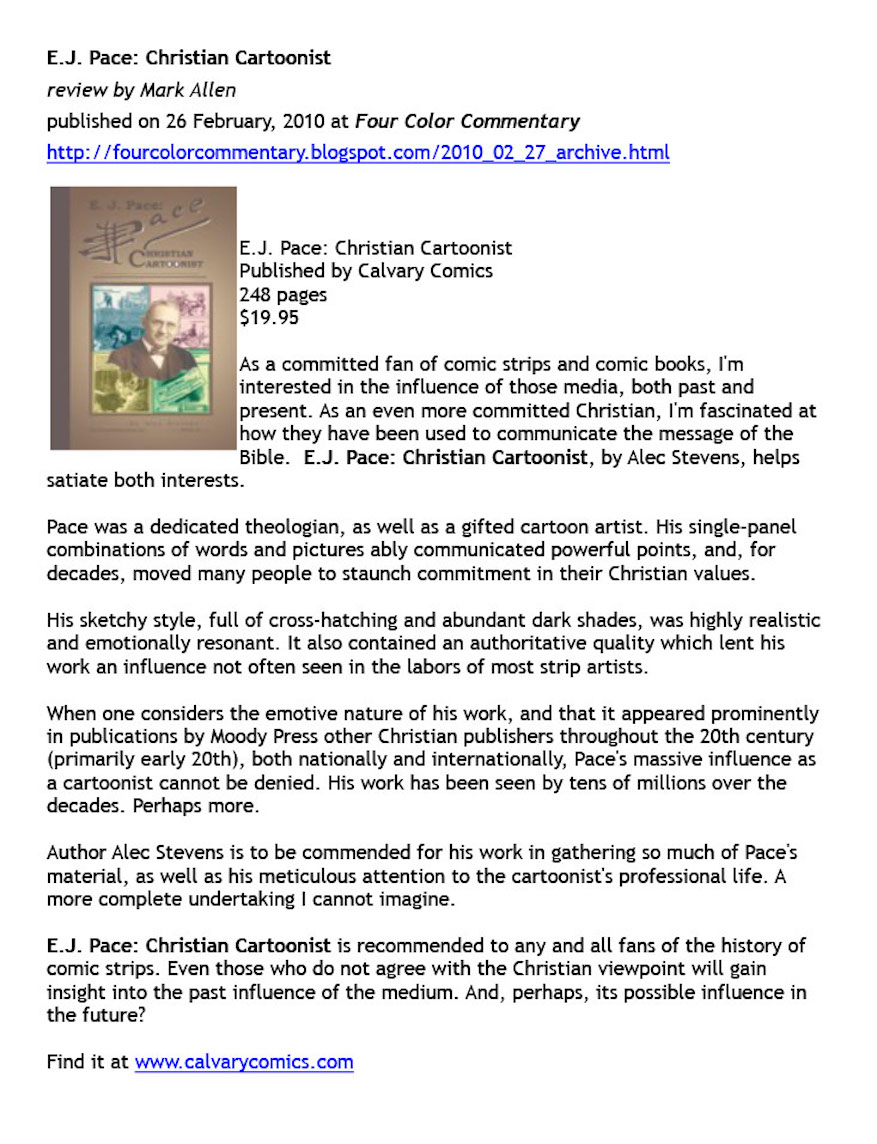 E.J. Pace: Christian Cartoonist
review by Mark Allen
published on 26 February, 2010 at Four Color Commentary
http://fourcolorcommentary.blogspot.com/2010_02_27_archive.html
E. J. Pace:
Pace
CHRISTIAN
CARTOONIST
E.J. Pace: Christian Cartoonist
Published by Calvary Comics
248 pages
$19.95
As a committed fan of comic strips and comic books, I'm
interested in the influence of those media, both past and
present. As an even more committed Christian, I'm fascinated at
how they have been used to communicate the message of the
Bible. E.J. Pace: Christian Cartoonist, by Alec Stevens, helps
satiate both interests.
Pace was a dedicated theologian, as well as a gifted cartoon artist. His single-panel
combinations of words and pictures ably communicated powerful points, and, for
decades, moved many people to staunch commitment in their Christian values.
His sketchy style, full of cross-hatching and abundant dark shades, was highly realistic
and emotionally resonant. It also contained an authoritative quality which lent his
work an influence not often seen in the labors of most strip artists.
When one considers the emotive nature of his work, and that it appeared prominently
in publications by Moody Press other Christian publishers throughout the 20th century
(primarily early 20th), both nationally and internationally, Pace's massive influence as
a cartoonist cannot be denied. His work has been seen by tens of millions over the
decades. Perhaps more.
Author Alec Stevens is to be commended for his work in gathering so much of Pace's
material, as well as his meticulous attention to the cartoonist's professional life. A
more complete undertaking I cannot imagine.
E.J. Pace: Christian Cartoonist is recommended to any and all fans of the history of
comic strips. Even those who do not agree with the Christian viewpoint will gain
insight into the past influence of the medium. And, perhaps, its possible influence in
the future?
Find it at www.calvarycomics.com